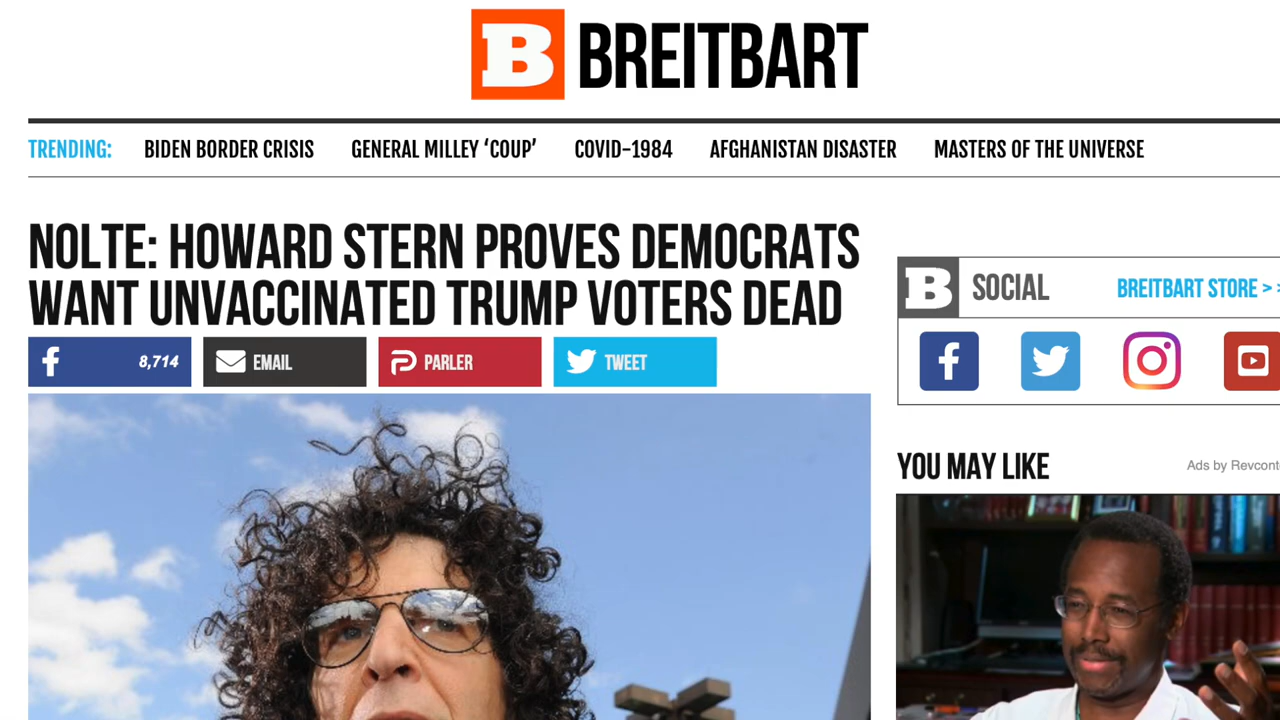 B BREITBART
TRENDING: BIDEN BORDER CRISIS GENERAL MILLEY ‘COUP’ COVID-1984 AFGHANISTAN DISASTER MASTERS OF THE UNIVERSE
NOLTE: HOWARD STERN PROVES DEMOCRATS
WANT UNVACCINATED TRUMP VOTERS DEAD
f 8,714 EMAIL PARLER TWEET
B SOCIAL BREITBART STORE > >
f
YOU MAY LIKE Ads by Revcont